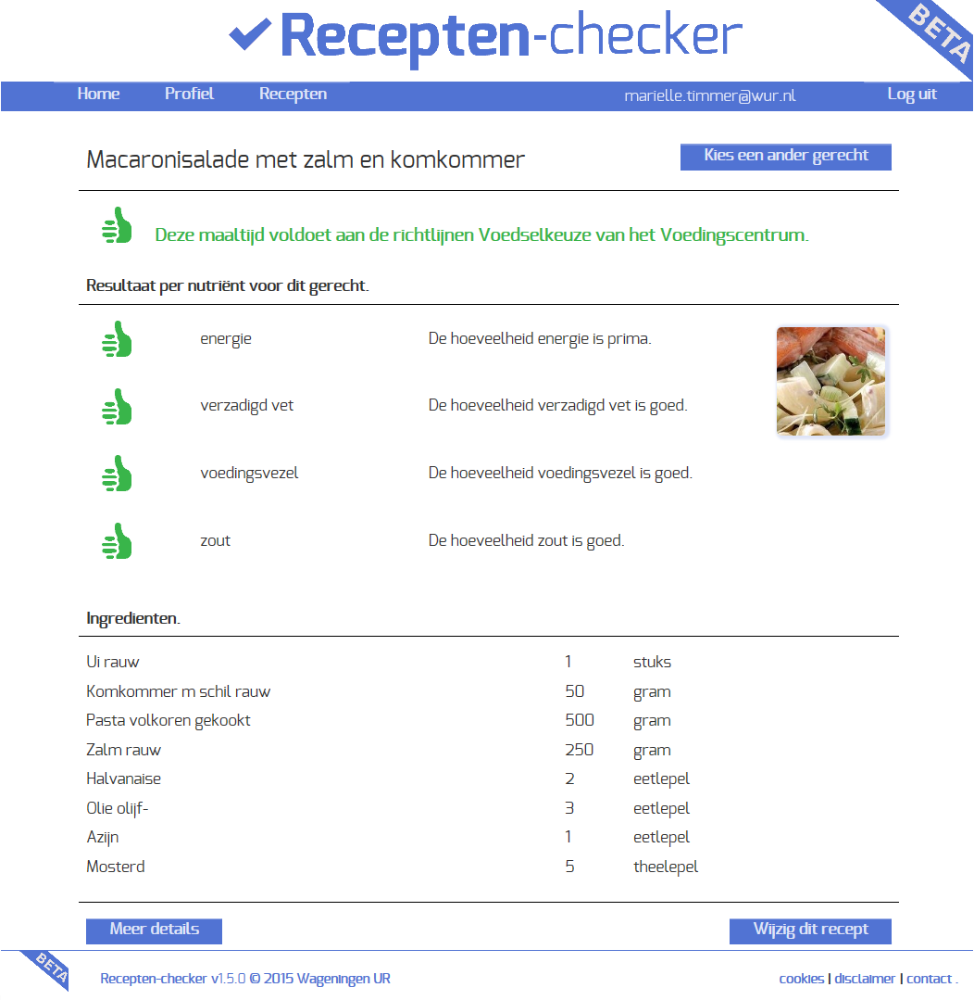 Recepten-checker
BETA
Home Profiel Recepten marielle.timmer@wur.nl Log uit
Macaronisalade met zalm en komkommer Kies een ander gerecht
Deze maaltijd voldoet aan de richtlijnen Voedselkeuze van het Voedingscentrum.
Resultaat per nutriënt voor dit gerecht.
energie De hoeveelheid energie is prima.
verzadigd vet De hoeveelheid verzadigd vet is goed.
voedingsvezel De hoeveelheid voedingsvezel is goed.
zout De hoeveelheid zout is goed.
Ingredienten.
Ui rauw 1 stuks
Komkommer m schil rauw 50 gram
Pasta volkoren gekookt 500 gram
Zalm rauw 250 gram
Halvanaise 2 eetlepel
Olie olijf- 3 eetlepel
Azijn 1 eetlepel
Mosterd 5 theelepel
Meer details Wijzig dit recept
BETA
Recepten-checker v1.5.0 © 2015 Wageningen UR cookies | disclaimer | contact .